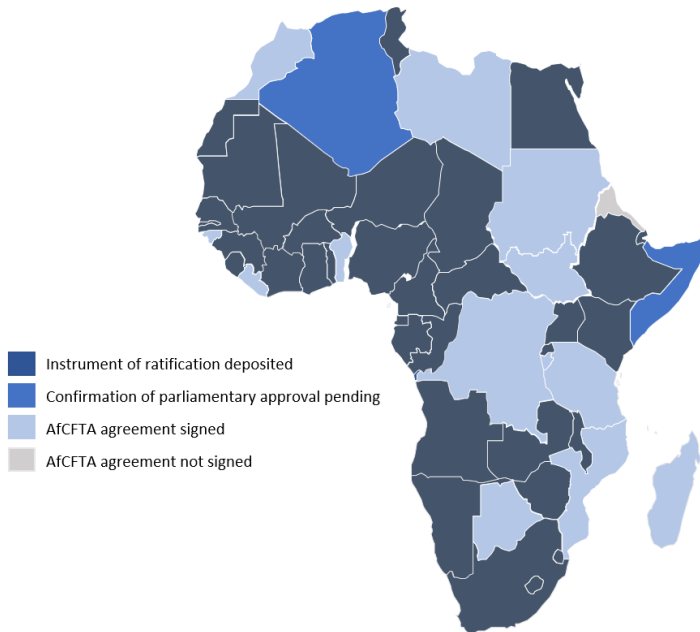 Instrument of ratification deposited
Confirmation of parliamentary approval pending
AfCFTA agreement signed
AfCFTA agreement not signed